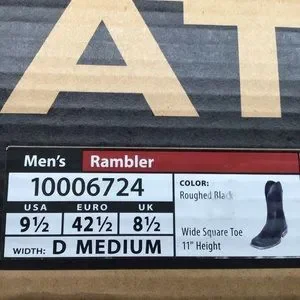 AT
Men's Rambler
10006724
USA EURO UK
9½ 42½ 8½
WIDTH: D MEDIUM
COLOR:
Roughed Black
Wide Square Toe
11" Height